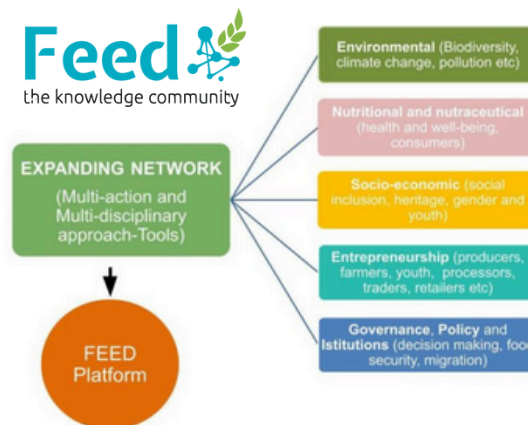 Feed
the knowledge community
EXPANDING NETWORK
(Multi-action and
Multi-disciplinary
approach-Tools)
FEED
Platform
Environmental (Biodiversity,
climate change, pollution etc)
Nutritional and nutraceutical
(health and well-being,
consumers)
Socio-economic (social
inclusion, heritage, gender and
youth)
Entrepreneurship (producers,
farmers, youth, processors,
traders, retailers etc)
Governance, Policy and
Istitutions (decision making, food
security, migration)